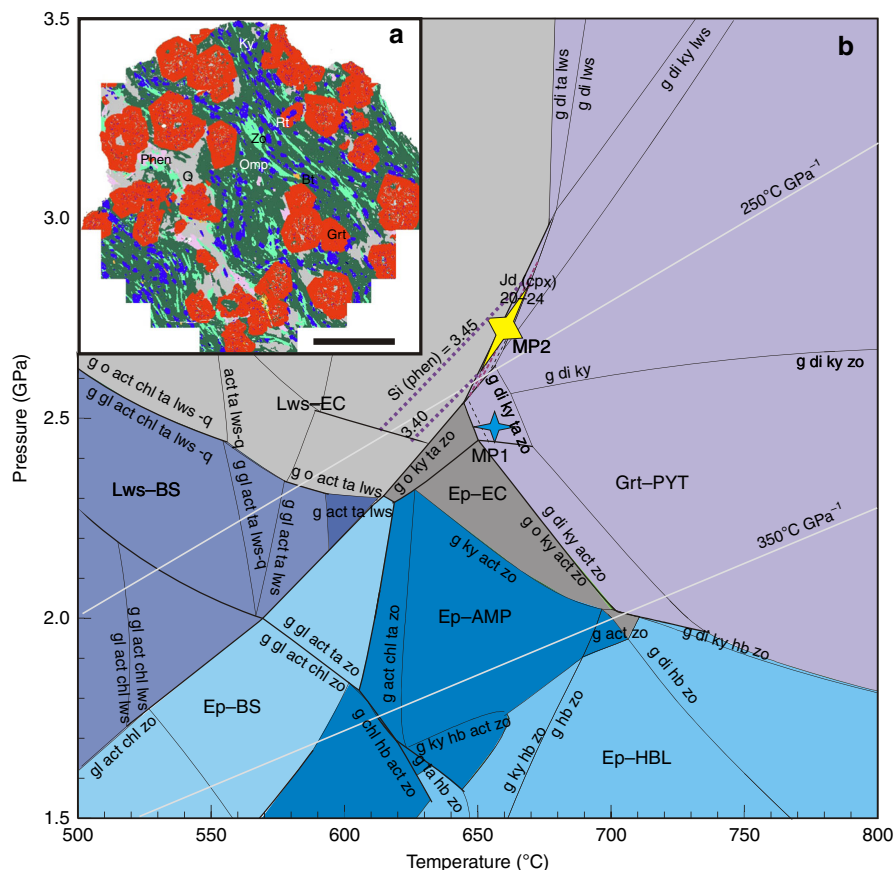 a
Ky
Rt
Zo
Phen
Omp
Q
Bt
Grt
b
g di ta lws
g di lws
g di ky lws
250°C GPa⁻¹
Jd (cpx)
20–24
MP2
Si (phen) = 3.45
3.40
g di ky
g di ky zo
g di ky ta zo
MP1
Lws–EC
g o act chl ta lws -q
act ta lws-q
g gl act chl ta lws -q
g o act ta lws
g o ky ta zo
Ep–EC
Grt–PYT
Lws–BS
g gl act ta lws-q
g gl act ta lws
g act ta lws
g ky act zo
g o ky act zo
g di ky act zo
350°C GPa⁻¹
g gl act chl lws
gl act chl lws
g gl act ta zo
g gl act chl zo
g act chl ta zo
Ep–AMP
g act zo
g di ky hb zo
g di hb zo
Ep–BS
gl act chl zo
g chl hb act zo
g ky hb act zo
g ta hb zo
g ky hb zo
g hb zo
Ep–HBL
3.5
3.0
2.5
2.0
1.5
Pressure (GPa)
500
550
600
650
700
750
800
Temperature (°C)